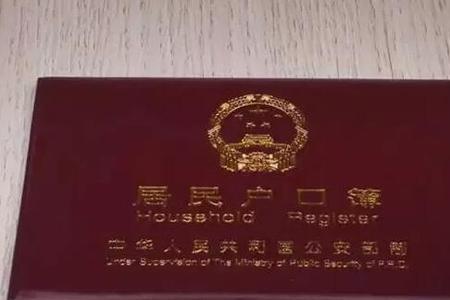 居民户口簿
Household Register
中华人民共和国公安部制
Under Supervision of The Ministry of Public Security of P.R.C.